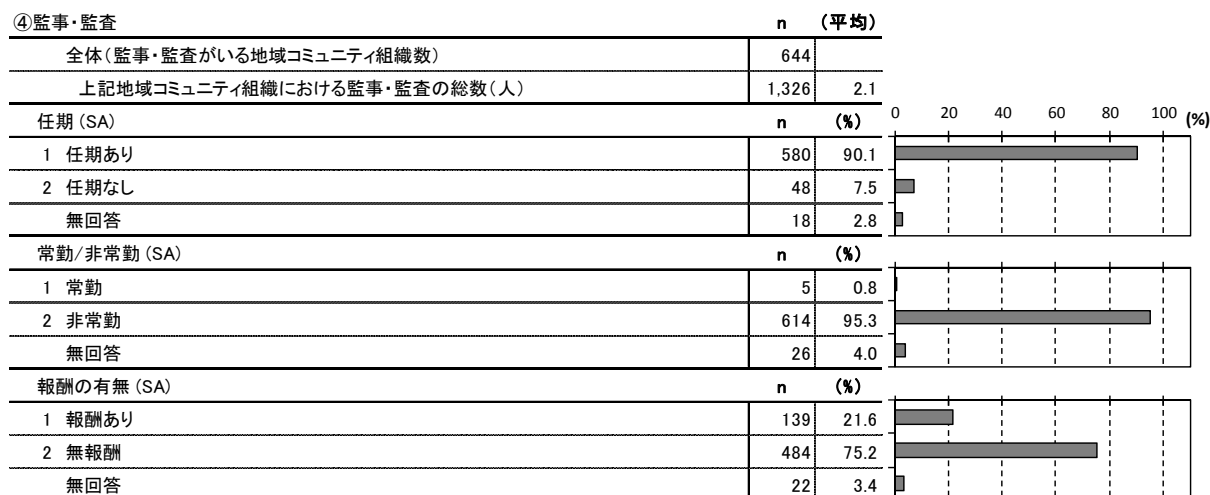 ④監事・監査 n (平均)
全体(監事・監査がいる地域コミュニティ組織数) 644
上記地域コミュニティ組織における監事・監査の総数(人) 1,326 2.1
任期(SA) n (%) 0 20 40 60 80 100 (%)
1 任期あり 580 90.1
2 任期なし 48 7.5
無回答 18 2.8
常勤/非常勤(SA) n (%)
1 常勤 5 0.8
2 非常勤 614 95.3
無回答 26 4.0
報酬の有無(SA) n (%)
1 報酬あり 139 21.6
2 無報酬 484 75.2
無回答 22 3.4